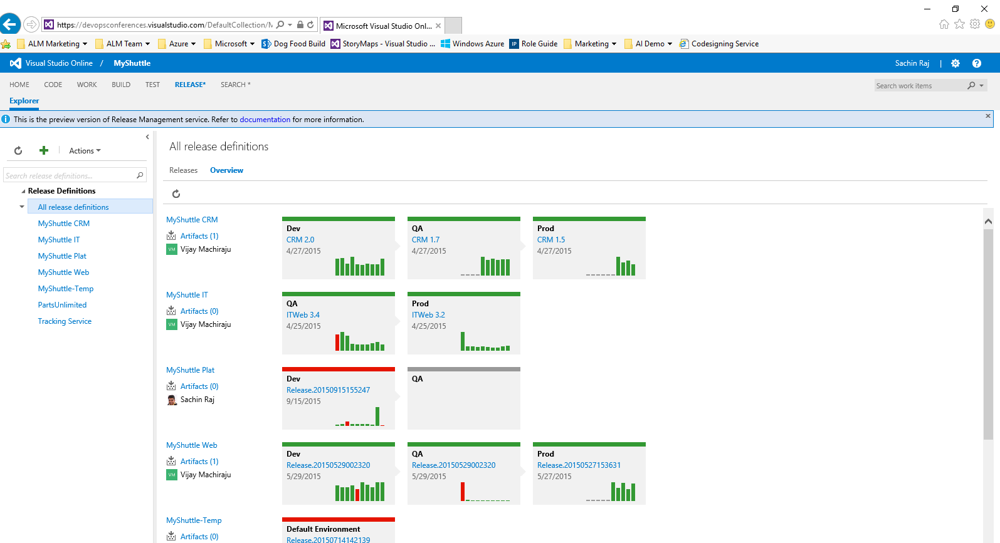 https://devopsconferences.visualstudio.com/DefaultCollection/M
Microsoft Visual Studio Onl...
ALM Marketing
ALM Team
Azure
Microsoft
Dog Food Build
StoryMaps - Visual Studio ...
Windows Azure
IP
Role Guide
Marketing
AI Demo
Codesigning Service
Visual Studio Online / MyShuttle
Sachin Raj |
HOME CODE WORK BUILD TEST RELEASE* SEARCH *
Search work items
Explorer
This is the preview version of Release Management service. Refer to documentation for more information.
Actions
Search release definitions...
Release Definitions
All release definitions
MyShuttle CRM
MyShuttle IT
MyShuttle Plat
MyShuttle Web
MyShuttle-Temp
PartsUnlimited
Tracking Service
All release definitions
Releases Overview
MyShuttle CRM
Artifacts (1)
VM Vijay Machiraju
Dev
CRM 2.0
4/27/2015
QA
CRM 1.7
4/27/2015
Prod
CRM 1.5
4/27/2015
MyShuttle IT
Artifacts (0)
VM Vijay Machiraju
QA
ITWeb 3.4
4/25/2015
Prod
ITWeb 3.2
4/25/2015
MyShuttle Plat
Artifacts (0)
Sachin Raj
Dev
Release.20150915155247
9/15/2015
QA
MyShuttle Web
Artifacts (1)
VM Vijay Machiraju
Dev
Release.20150529002320
5/29/2015
QA
Release.20150529002320
5/29/2015
Prod
Release.20150527153631
5/27/2015
MyShuttle-Temp
Artifacts (0)
Default Environment
Release.20150714142139